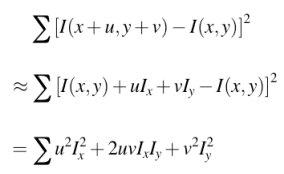 ∑ [I(x+u, y+v) − I(x,y)]²
≈ ∑ [I(x,y) + uIₓ + vI_y − I(x,y)]²
= ∑ u²Iₓ² + 2uvIₓI_y + v²I_y²